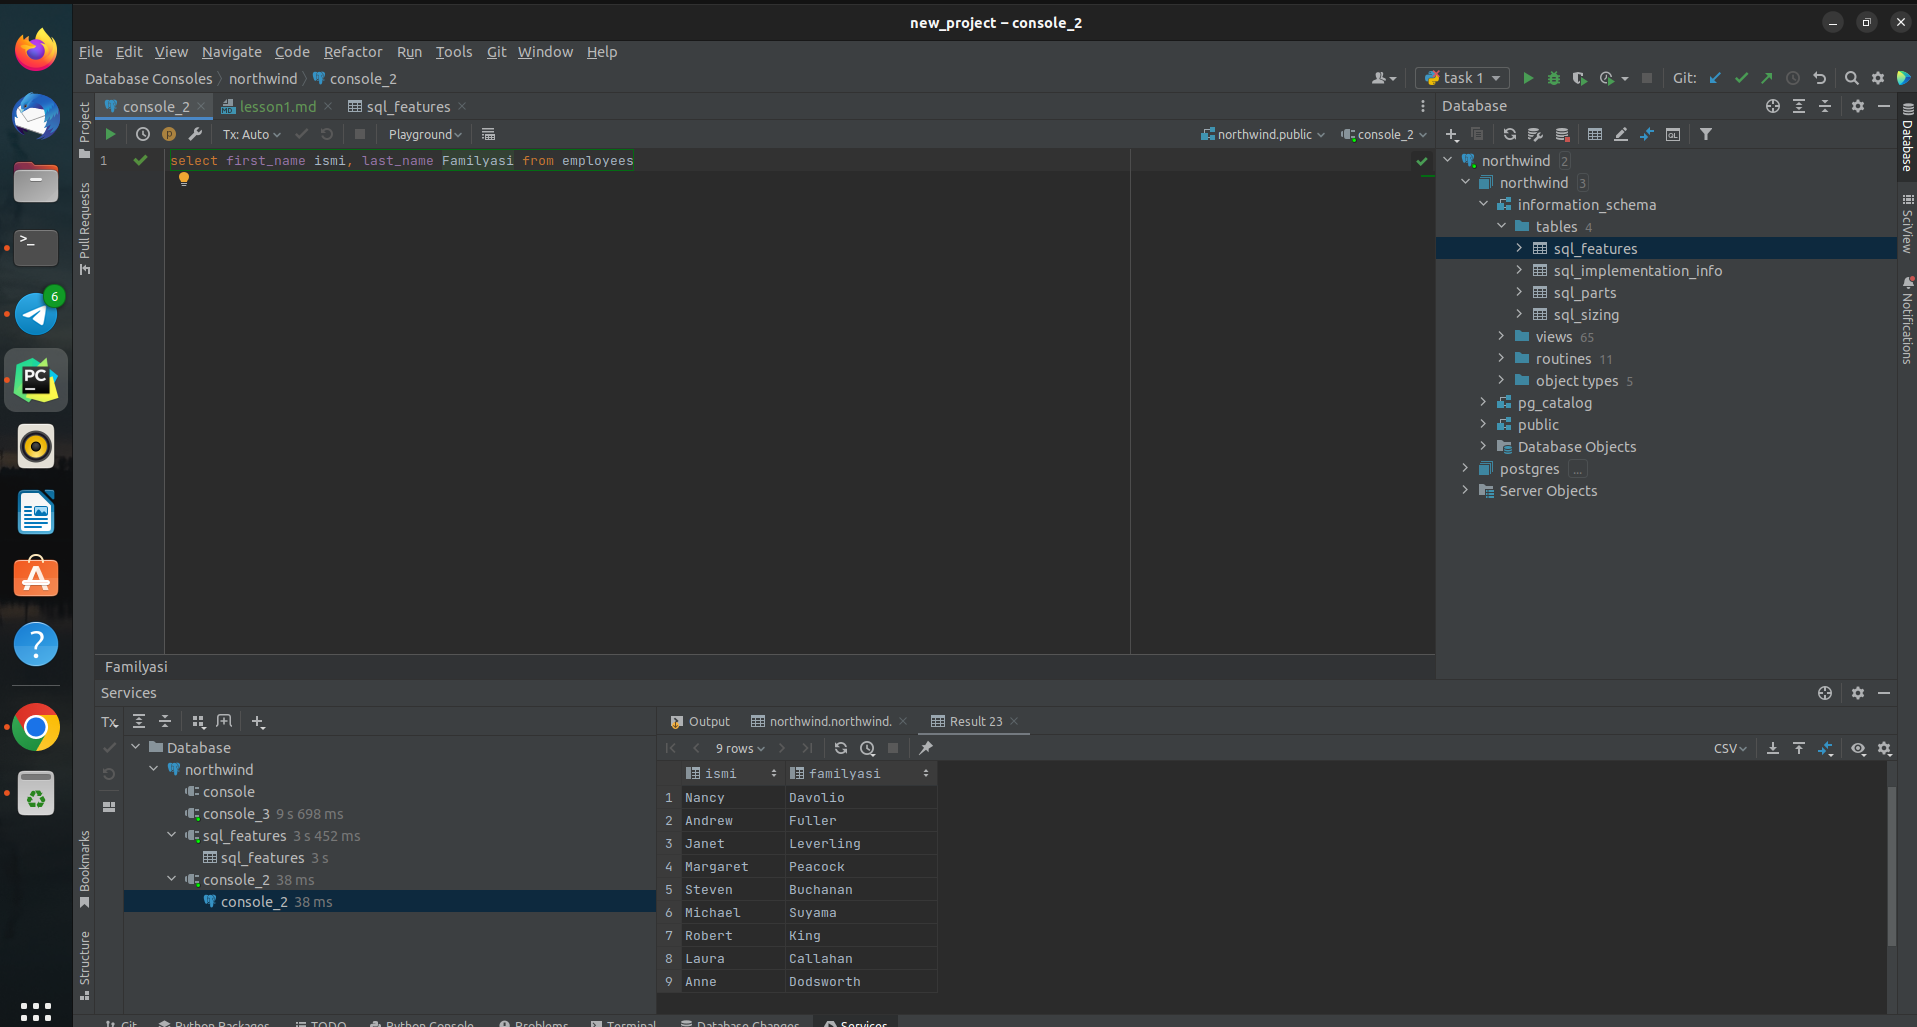 new_project – console_2
File Edit View Navigate Code Refactor Run Tools Git Window Help
Database Consoles northwind console_2
task 1
Git:
console_2
lesson1.md
sql_features
Tx: Auto
Playground
northwind.public
console_2
1
select first_name ismi, last_name Familyasi from employees
Familyasi
Project
Pull Requests
Bookmarks
Structure
6
PC
>_
?
Database
northwind 2
northwind 3
information_schema
tables 4
sql_features
sql_implementation_info
sql_parts
sql_sizing
views 65
routines 11
object types 5
pg_catalog
public
Database Objects
postgres ...
Server Objects
Database
SciView
Notifications
Services
Tx
Database
northwind
console
console_3 9 s 698 ms
sql_features 3 s 452 ms
sql_features 3 s
console_2 38 ms
console_2 38 ms
Output
northwind.northwind.
Result 23
9 rows
CSV
ismi familyasi
1 Nancy Davolio
2 Andrew Fuller
3 Janet Leverling
4 Margaret Peacock
5 Steven Buchanan
6 Michael Suyama
7 Robert King
8 Laura Callahan
9 Anne Dodsworth
Git Python Packages TODO Python Console Problems Terminal Database Changes Services